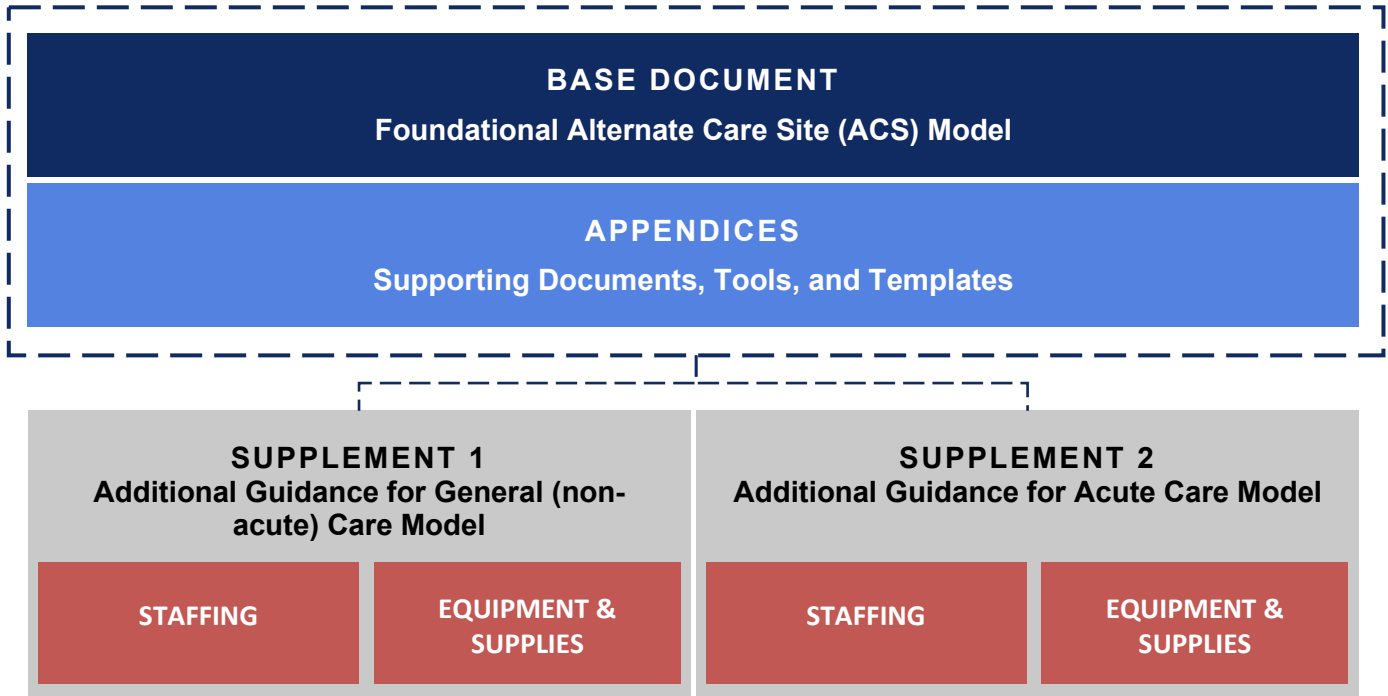 BASE DOCUMENT
Foundational Alternate Care Site (ACS) Model
APPENDICES
Supporting Documents, Tools, and Templates
SUPPLEMENT 1
Additional Guidance for General (non-
acute) Care Model
STAFFING
EQUIPMENT &
SUPPLIES
SUPPLEMENT 2
Additional Guidance for Acute Care Model
STAFFING
EQUIPMENT &
SUPPLIES